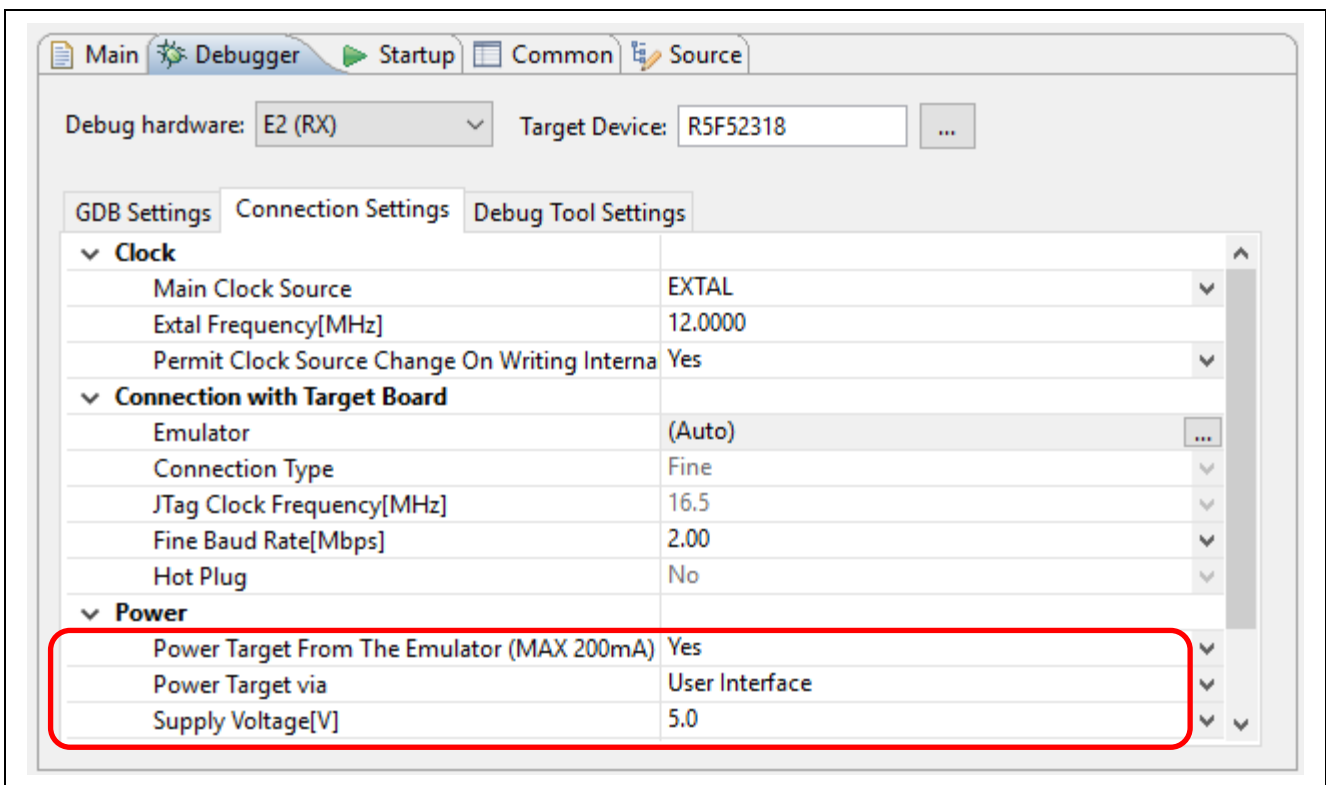 Main Debugger Startup Common Source
Debug hardware: E2 (RX) Target Device: R5F52318 ...
GDB Settings Connection Settings Debug Tool Settings
Clock
Main Clock Source EXTAL
Extal Frequency[MHz] 12.0000
Permit Clock Source Change On Writing Interna Yes
Connection with Target Board
Emulator (Auto) ...
Connection Type Fine
JTag Clock Frequency[MHz] 16.5
Fine Baud Rate[Mbps] 2.00
Hot Plug No
Power
Power Target From The Emulator (MAX 200mA) Yes
Power Target via User Interface
Supply Voltage[V] 5.0